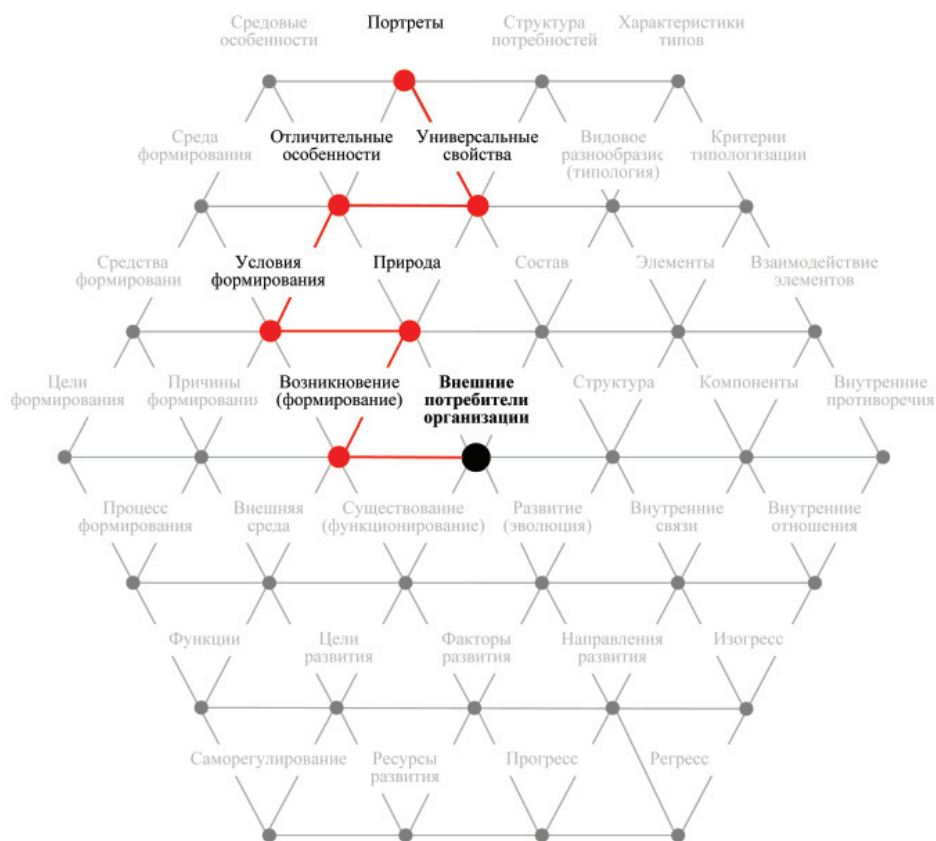 Средовые
особенности
Портреты
Структура
потребностей
Характеристики
типов
Среда
формирования
Отличительные
особенности
Универсальные
свойства
Видовое
разнообразие
(типология)
Критерии
типологизации
Средства
формировани
Условия
формирования
Природа
Состав
Элементы
Взаимодействие
элементов
Цели
формирования
Причины
формирования
Возникновение
(формирование)
Внешние
потребители
организации
Структура
Компоненты
Внутренние
противоречия
Процесс
формирования
Внешняя
среда
Существование
(функционирование)
Развитие
(эволюция)
Внутренние
связи
Внутренние
отношения
Функции
Цели
развития
Факторы
развития
Направления
развития
Изогресс
Саморегулирование
Ресурсы
развития
Прогресс
Регресс